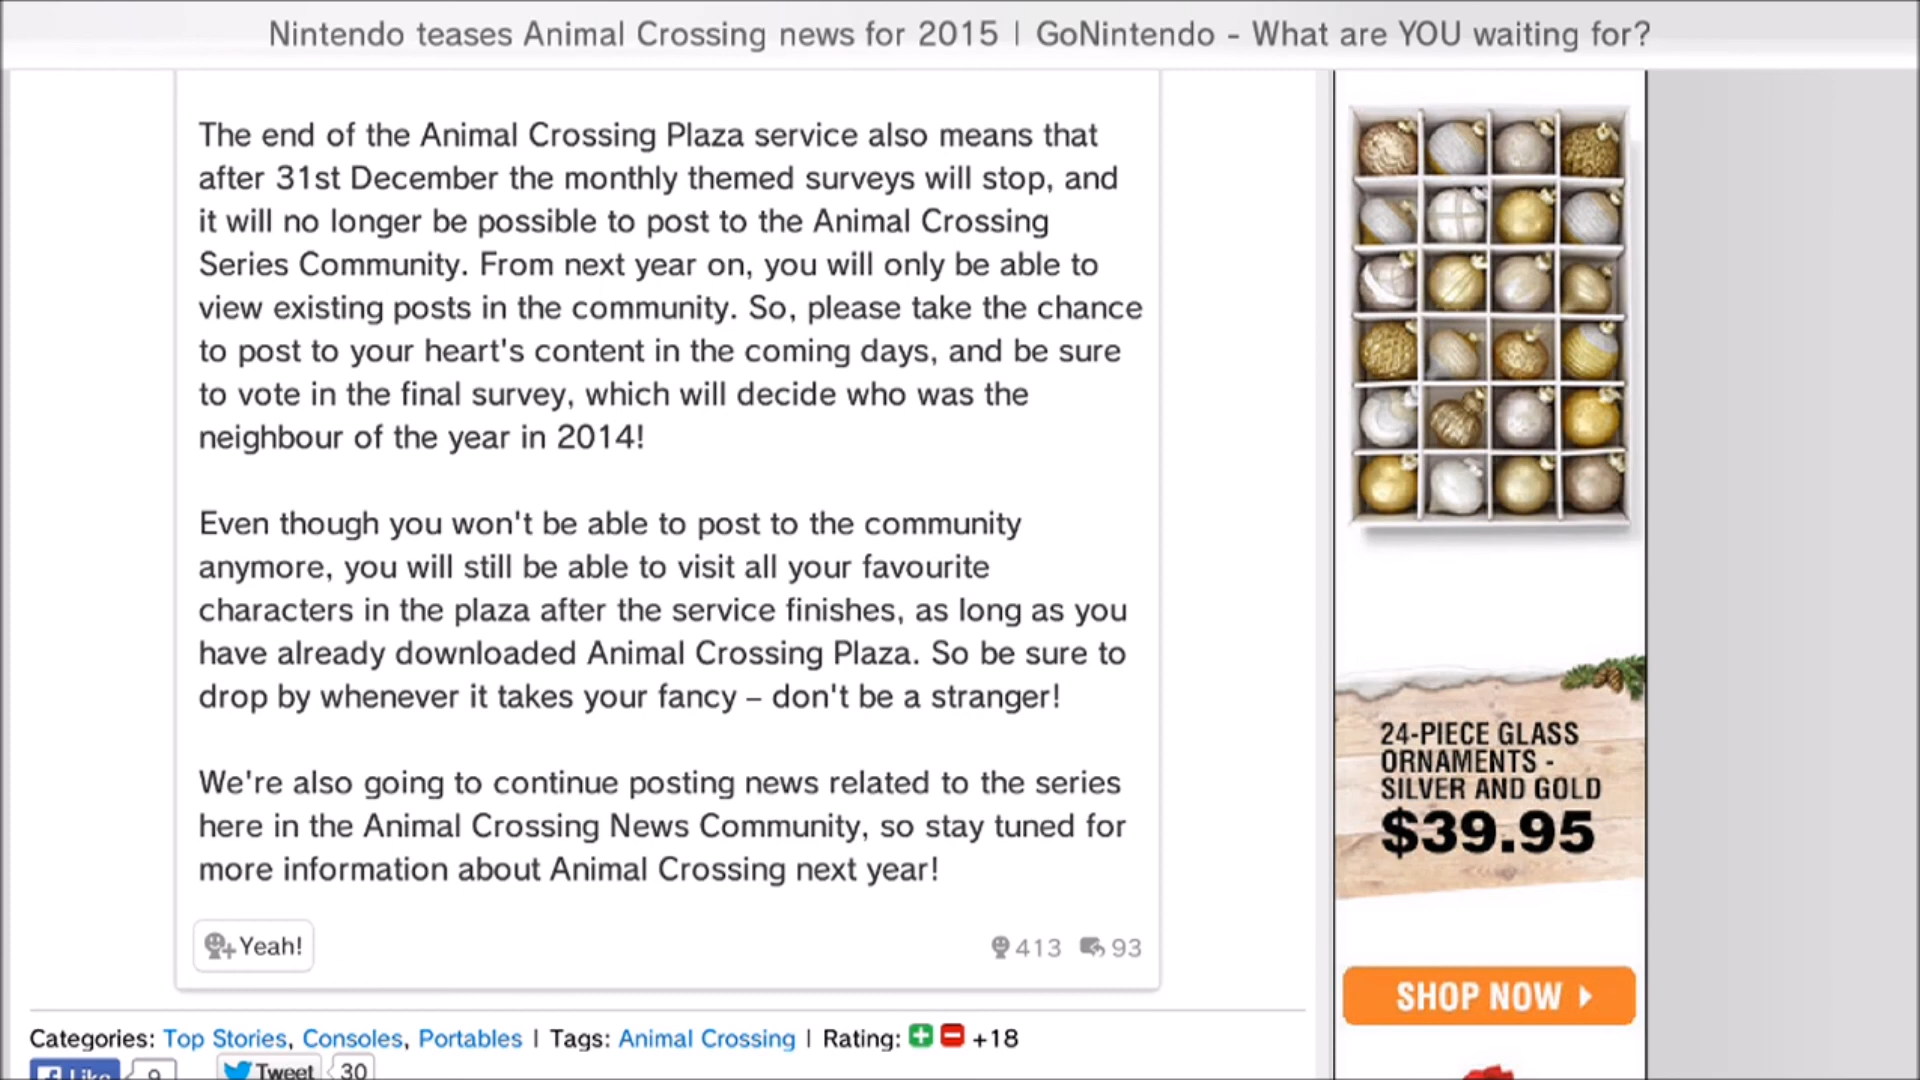 Nintendo teases Animal Crossing news for 2015 | GoNintendo - What are YOU waiting for?
The end of the Animal Crossing Plaza service also means that
after 31st December the monthly themed surveys will stop, and
it will no longer be possible to post to the Animal Crossing
Series Community. From next year on, you will only be able to
view existing posts in the community. So, please take the chance
to post to your heart's content in the coming days, and be sure
to vote in the final survey, which will decide who was the
neighbour of the year in 2014!
Even though you won't be able to post to the community
anymore, you will still be able to visit all your favourite
characters in the plaza after the service finishes, as long as you
have already downloaded Animal Crossing Plaza. So be sure to
drop by whenever it takes your fancy – don't be a stranger!
We're also going to continue posting news related to the series
here in the Animal Crossing News Community, so stay tuned for
more information about Animal Crossing next year!
Yeah! 413 93
Categories: Top Stories, Consoles, Portables | Tags: Animal Crossing | Rating: +18
Like 9 Tweet 30
24-PIECE GLASS
ORNAMENTS -
SILVER AND GOLD
$39.95
SHOP NOW